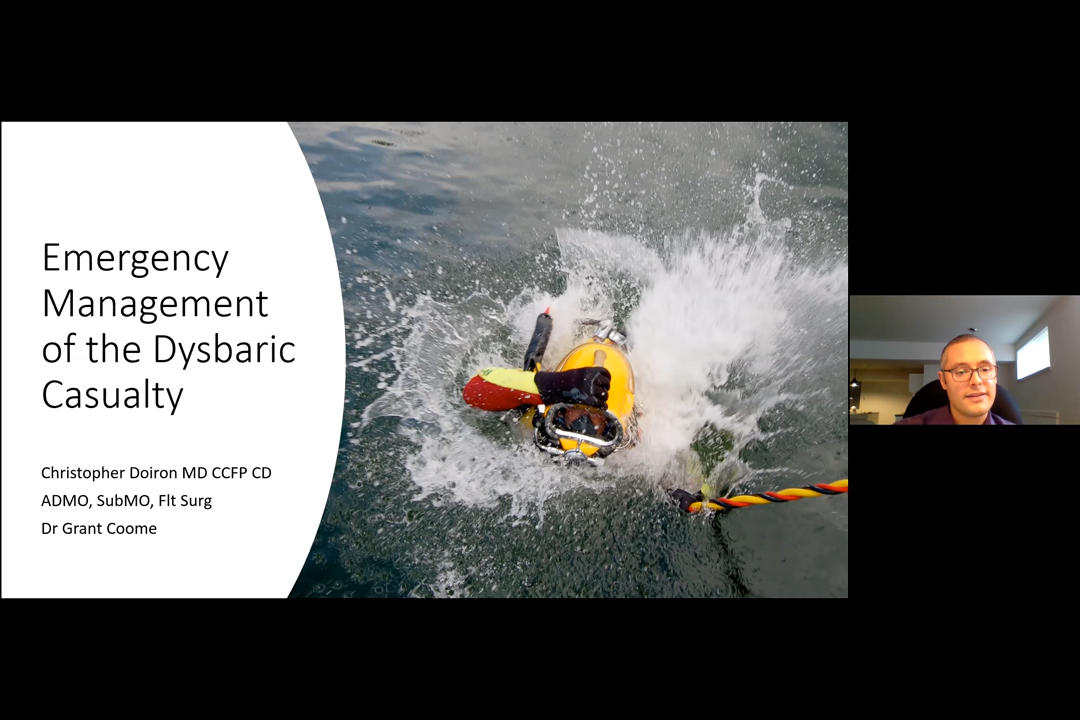 Emergency
Management
of the Dysbaric
Casualty
Christopher Doiron MD CCFP CD
ADMO, SubMO, Flt Surg
Dr Grant Coome